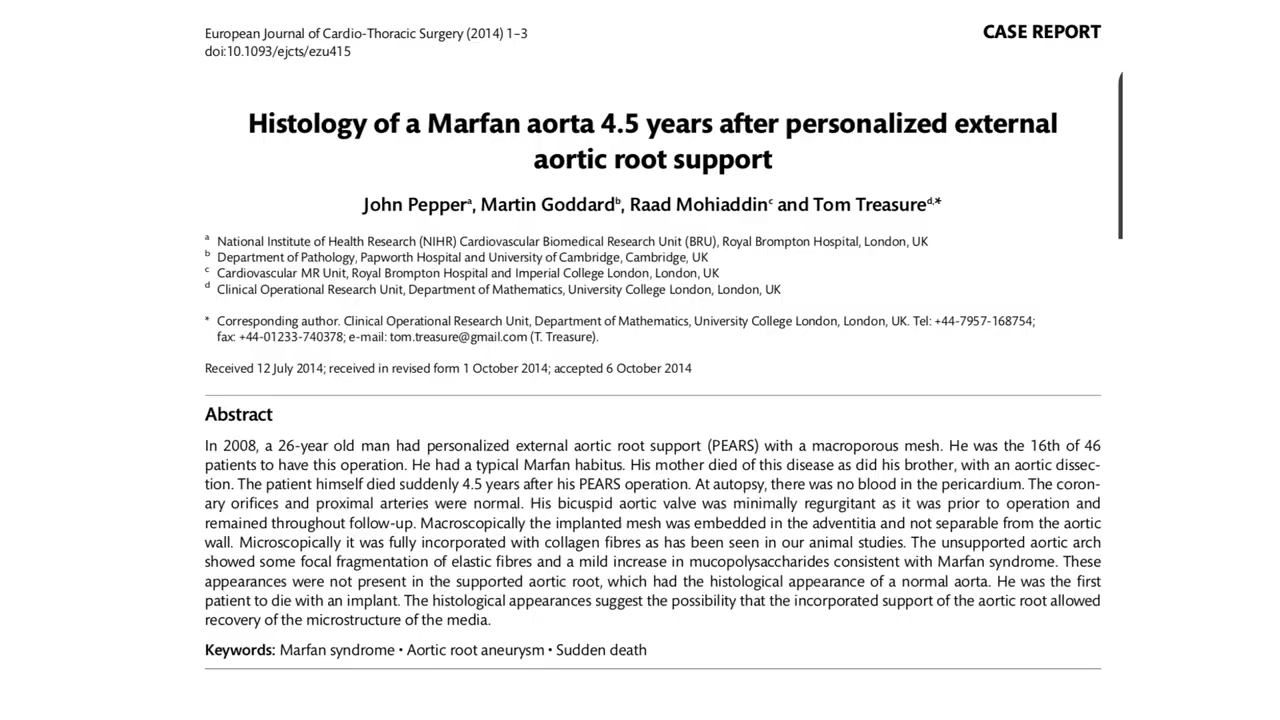 European Journal of Cardio-Thoracic Surgery (2014) 1–3
CASE REPORT
doi:10.1093/ejcts/ezu415
Histology of a Marfan aorta 4.5 years after personalized external
aortic root support
John Pepperᵃ, Martin Goddardᵇ, Raad Mohiaddinᶜ and Tom Treasureᵈ,*
ᵃ National Institute of Health Research (NIHR) Cardiovascular Biomedical Research Unit (BRU), Royal Brompton Hospital, London, UK
ᵇ Department of Pathology, Papworth Hospital and University of Cambridge, Cambridge, UK
ᶜ Cardiovascular MR Unit, Royal Brompton Hospital and Imperial College London, London, UK
ᵈ Clinical Operational Research Unit, Department of Mathematics, University College London, London, UK
* Corresponding author. Clinical Operational Research Unit, Department of Mathematics, University College London, London, UK. Tel: +44-7957-168754;
fax: +44-01233-740378; e-mail: tom.treasure@gmail.com (T. Treasure).
Received 12 July 2014; received in revised form 1 October 2014; accepted 6 October 2014
Abstract
In 2008, a 26-year old man had personalized external aortic root support (PEARS) with a macroporous mesh. He was the 16th of 46
patients to have this operation. He had a typical Marfan habitus. His mother died of this disease as did his brother, with an aortic dissec-
tion. The patient himself died suddenly 4.5 years after his PEARS operation. At autopsy, there was no blood in the pericardium. The coron-
ary orifices and proximal arteries were normal. His bicuspid aortic valve was minimally regurgitant as it was prior to operation and
remained throughout follow-up. Macroscopically the implanted mesh was embedded in the adventitia and not separable from the aortic
wall. Microscopically it was fully incorporated with collagen fibres as has been seen in our animal studies. The unsupported aortic arch
showed some focal fragmentation of elastic fibres and a mild increase in mucopolysaccharides consistent with Marfan syndrome. These
appearances were not present in the supported aortic root, which had the histological appearance of a normal aorta. He was the first
patient to die with an implant. The histological appearances suggest the possibility that the incorporated support of the aortic root allowed
recovery of the microstructure of the media.
Keywords: Marfan syndrome • Aortic root aneurysm • Sudden death